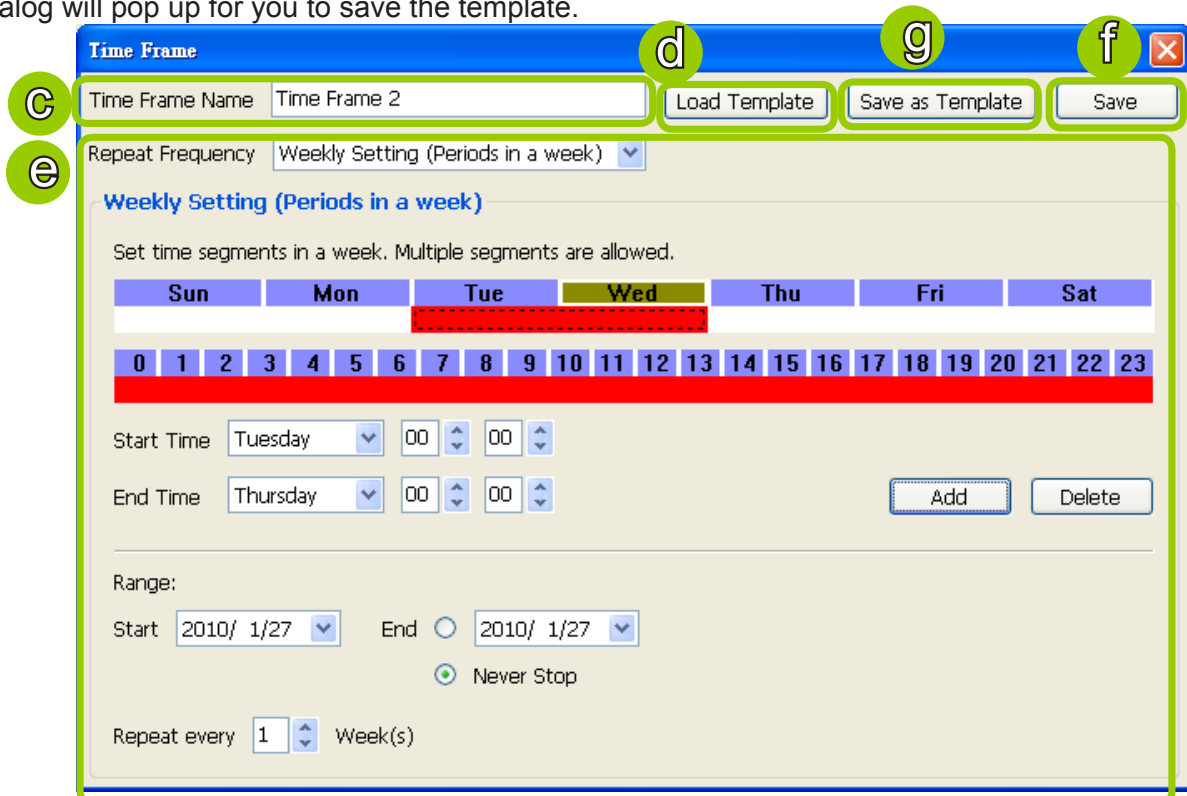 alog will pop up for you to save the template.
d g f
Time Frame
c Time Frame Name Time Frame 2 Load Template Save as Template Save
e Repeat Frequency Weekly Setting (Periods in a week)
Weekly Setting (Periods in a week)
Set time segments in a week. Multiple segments are allowed.
Sun Mon Tue Wed Thu Fri Sat
0 1 2 3 4 5 6 7 8 9 10 11 12 13 14 15 16 17 18 19 20 21 22 23
Start Time Tuesday 00 00
End Time Thursday 00 00 Add Delete
Range:
Start 2010/ 1/27 End 2010/ 1/27
Never Stop
Repeat every 1 Week(s)